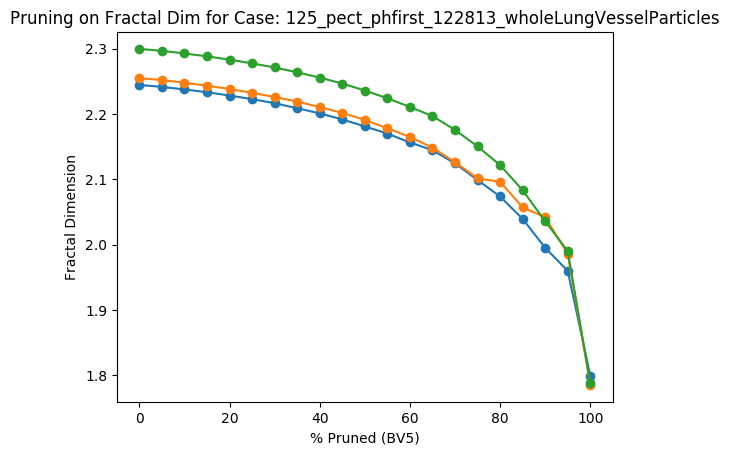 Pruning on Fractal Dim for Case: 125_pect_phfirst_122813_wholeLungVesselParticles
2.3
2.2
2.1
2.0
1.9
1.8
Fractal Dimension
0 20 40 60 80 100
% Pruned (BV5)